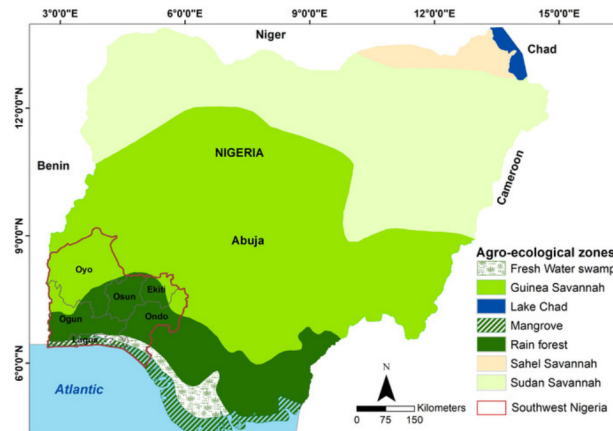 3°0'0"E
6°0'0"E
9°0'0"E
12°0'0"E
15°0'0"E
Niger
Chad
12°0'0"N
NIGERIA
Benin
Cameroon
9°0'0"N
Abuja
Oyo
Osun
Ekiti
Ogun
Ondo
Lagos
6°0'0"N
Atlantic
N
Kilometers
0 75 150
Agro-ecological zones
Fresh Water swamp
Guinea Savannah
Lake Chad
Mangrove
Rain forest
Sahel Savannah
Sudan Savannah
Southwest Nigeria